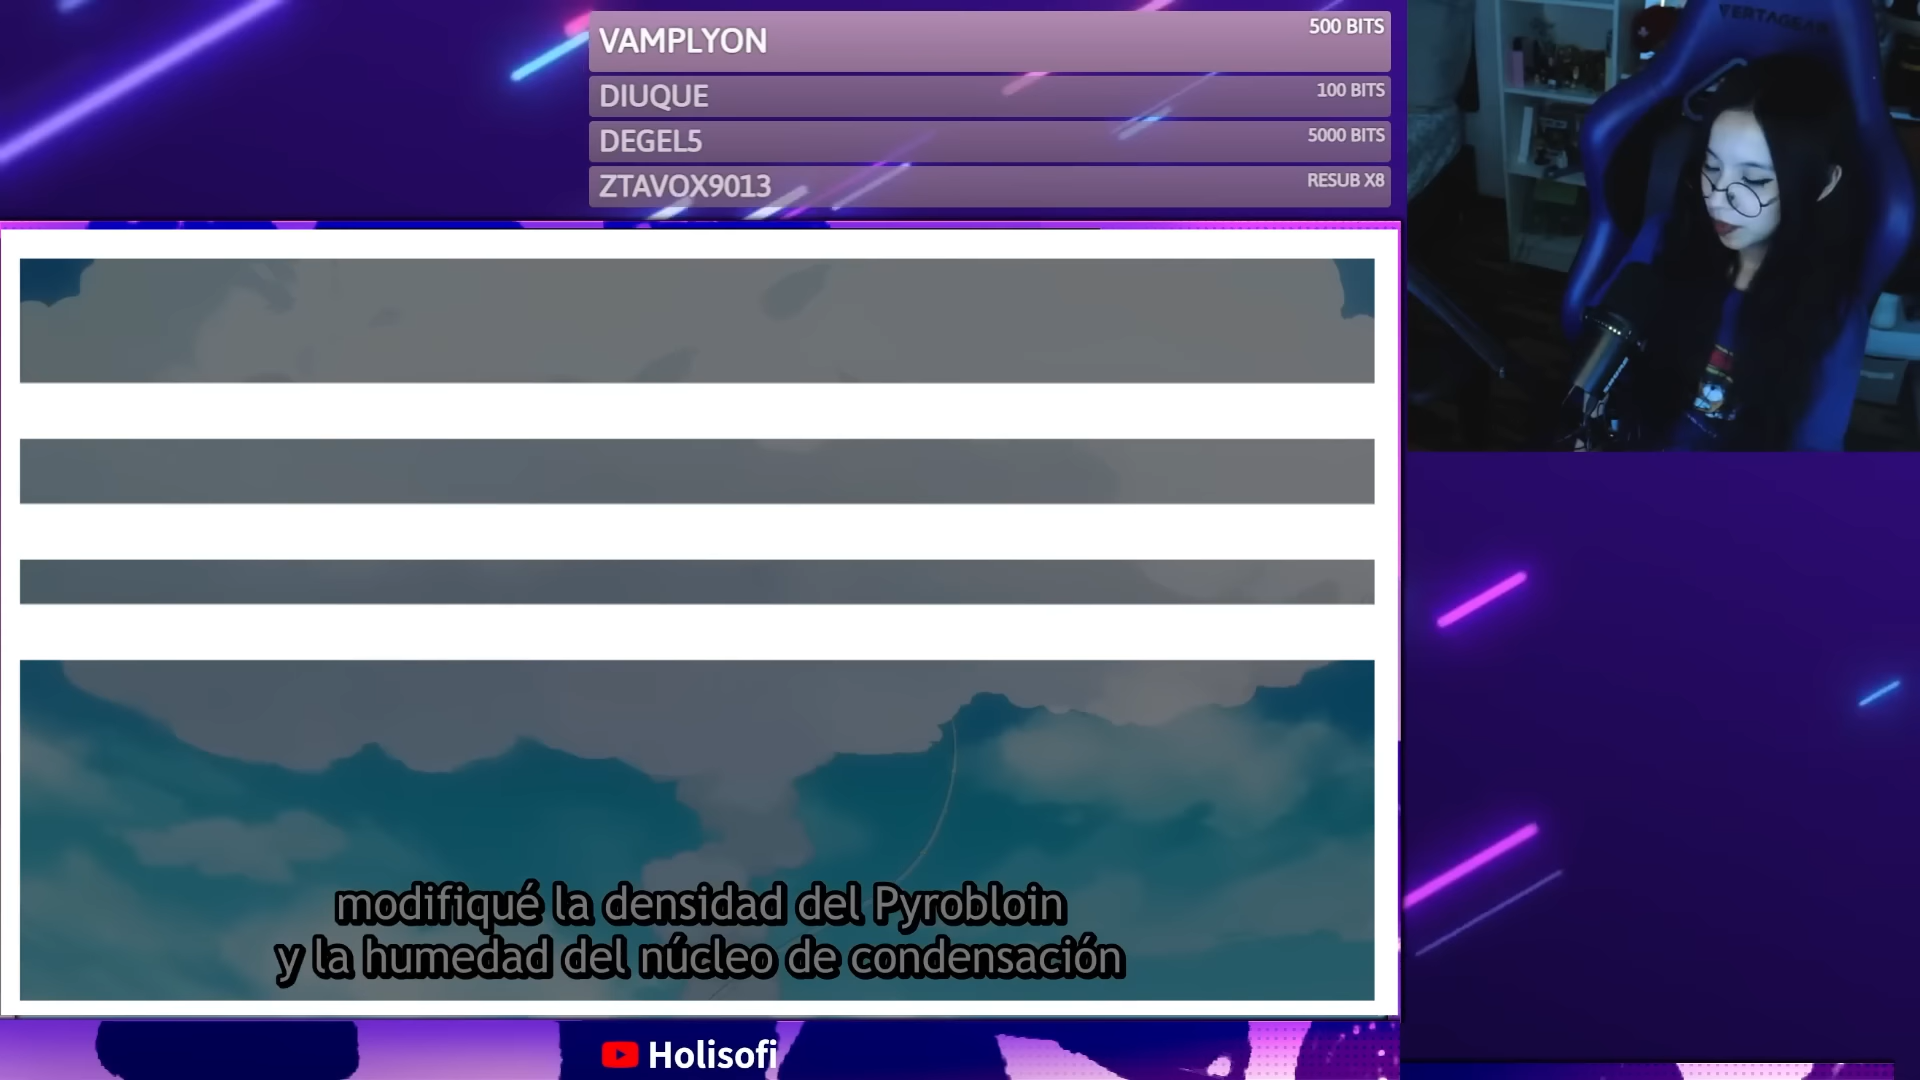 VAMPLYON 500 BITS
DIUQUE 100 BITS
DEGEL5 5000 BITS
ZTAVOX9013 RESUB X8
VERTAGEAR
modifiqué la densidad del Pyrobloin
y la humedad del núcleo de condensación
Holisofi